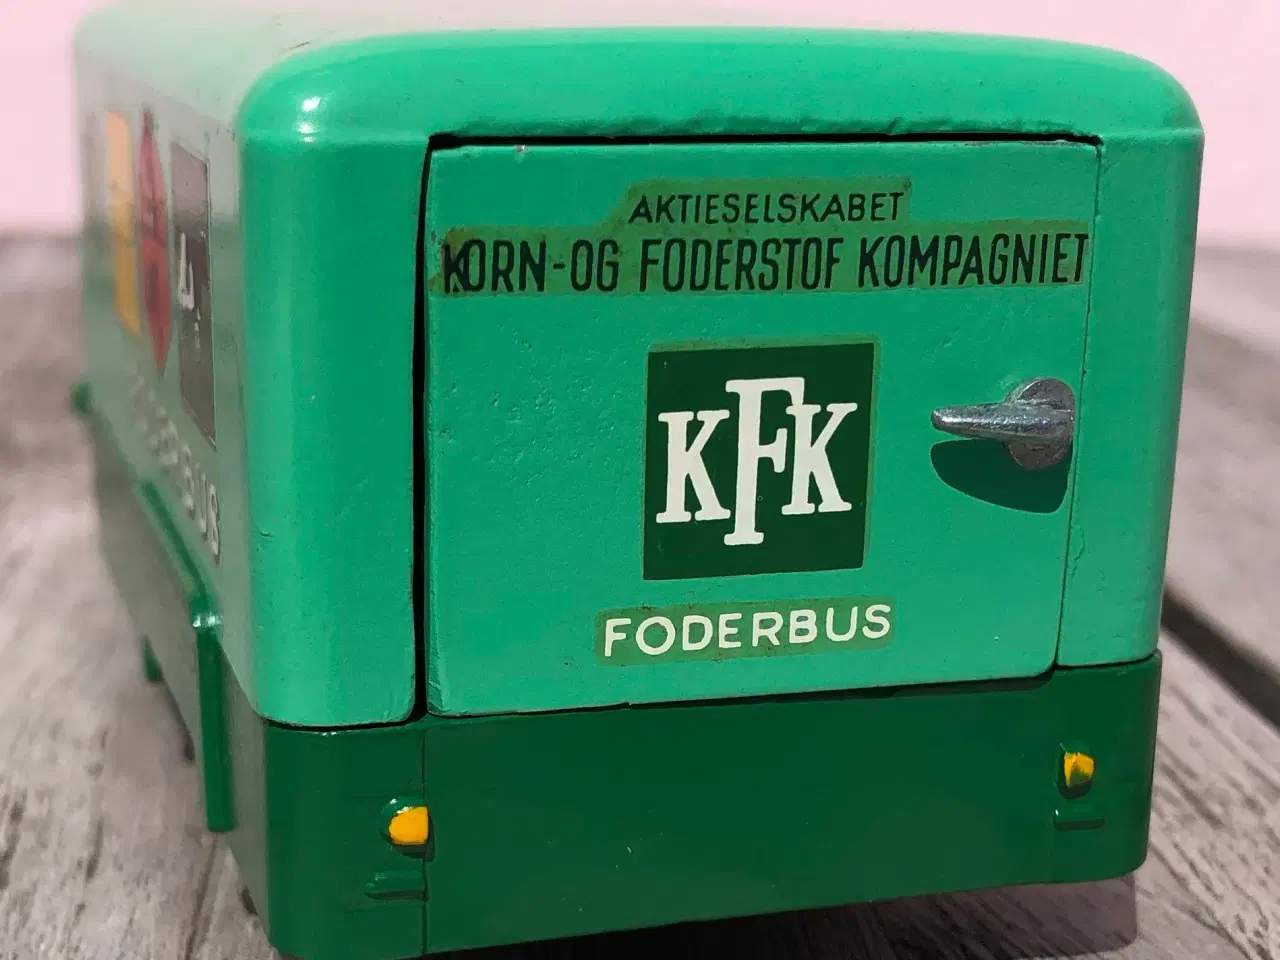 AKTIESELSKABET
KORN-OG FODERSTOF KOMPAGNIET
KFK
FODERBUS